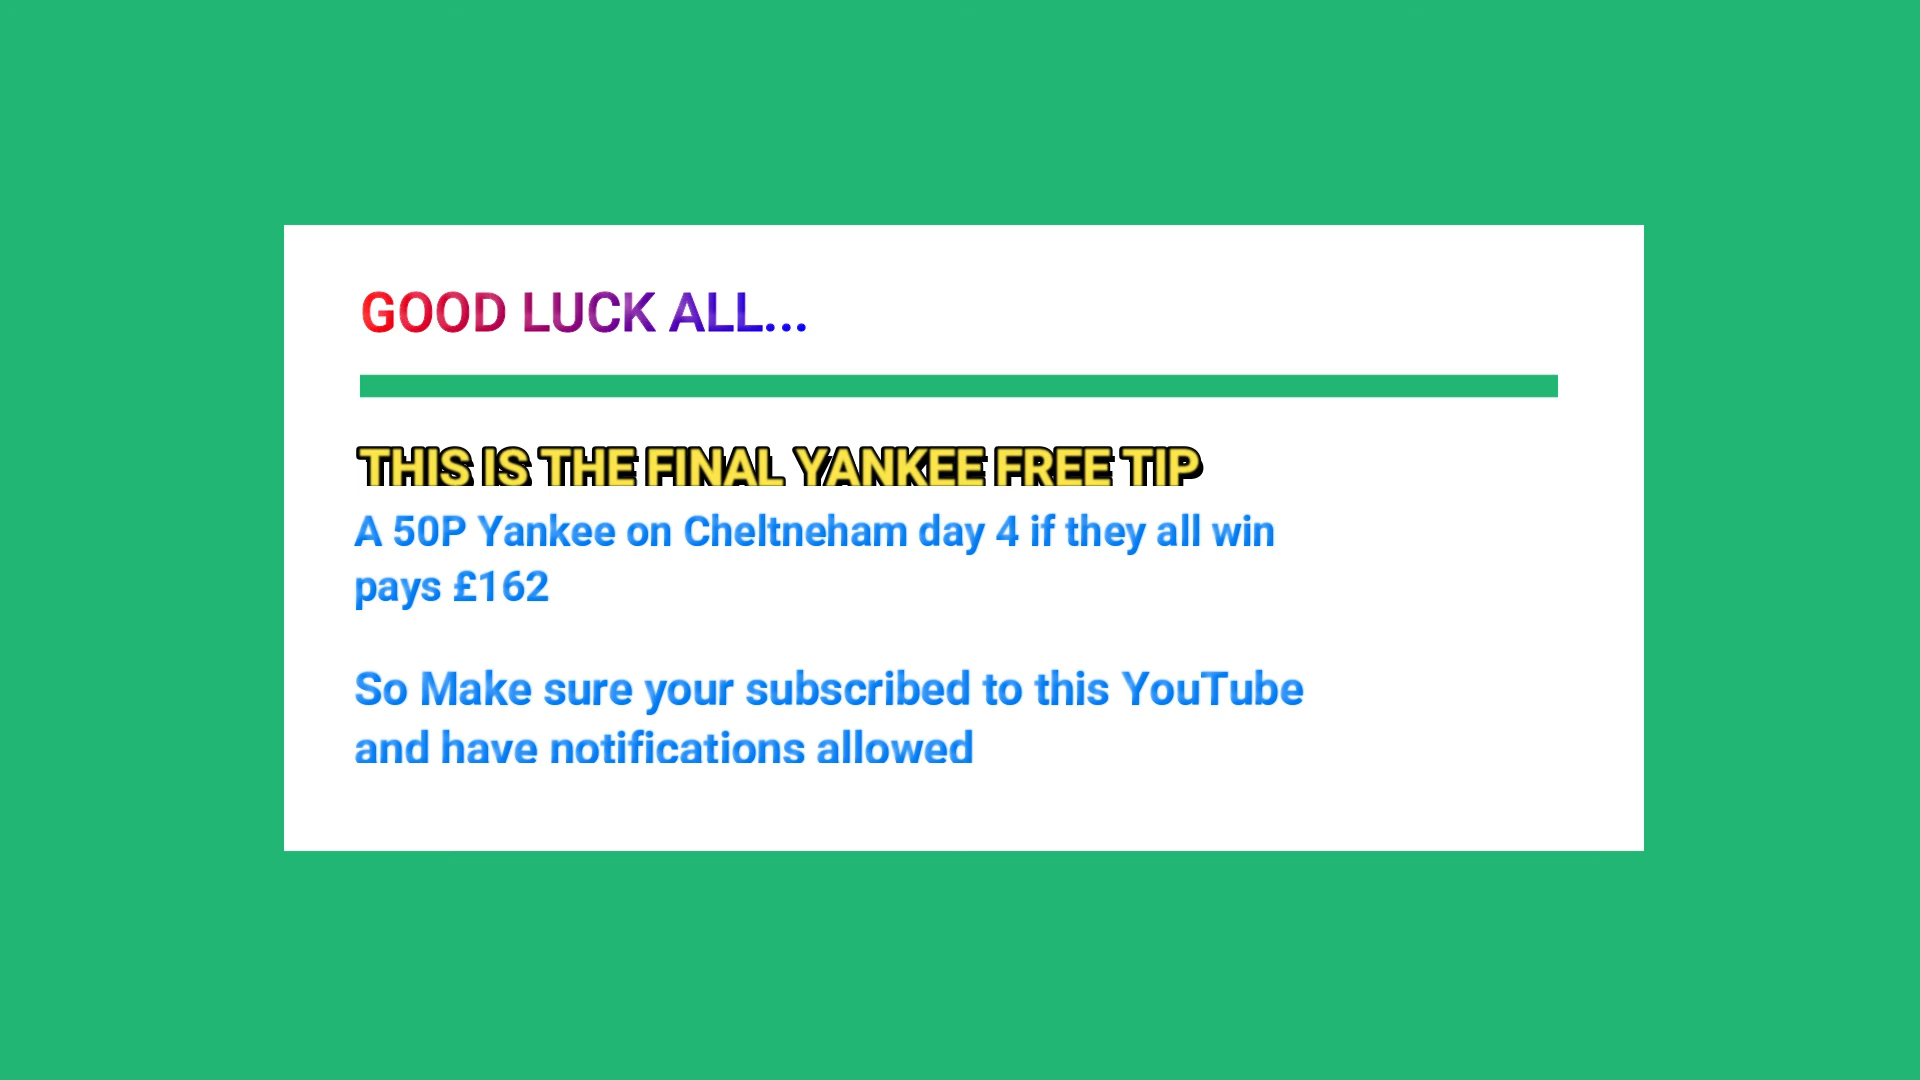 GOOD LUCK ALL...
THIS IS THE FINAL YANKEE FREE TIP
A 50P Yankee on Cheltneham day 4 if they all win
pays £162
So Make sure your subscribed to this YouTube
and have notifications allowed